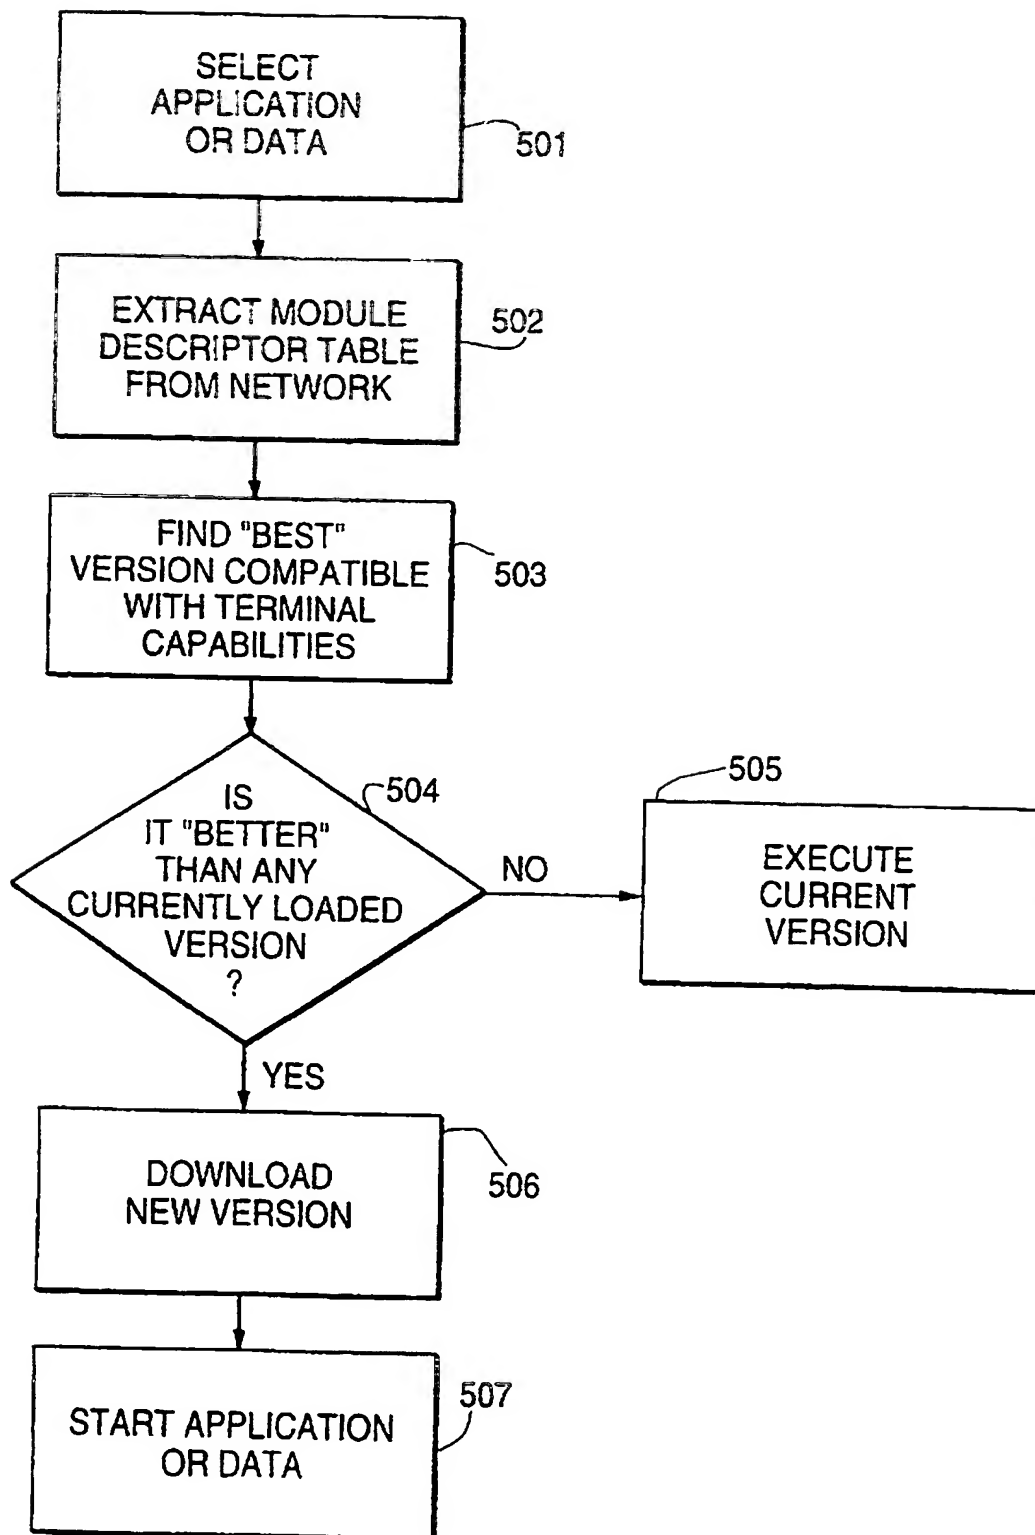 SELECT
APPLICATION
OR DATA
501
EXTRACT MODULE
DESCRIPTOR TABLE
FROM NETWORK
502
FIND "BEST"
VERSION COMPATIBLE
WITH TERMINAL
CAPABILITIES
503
IS
IT "BETTER"
THAN ANY
CURRENTLY LOADED
VERSION
?
504
NO
505
EXECUTE
CURRENT
VERSION
YES
DOWNLOAD
NEW VERSION
506
START APPLICATION
OR DATA
507